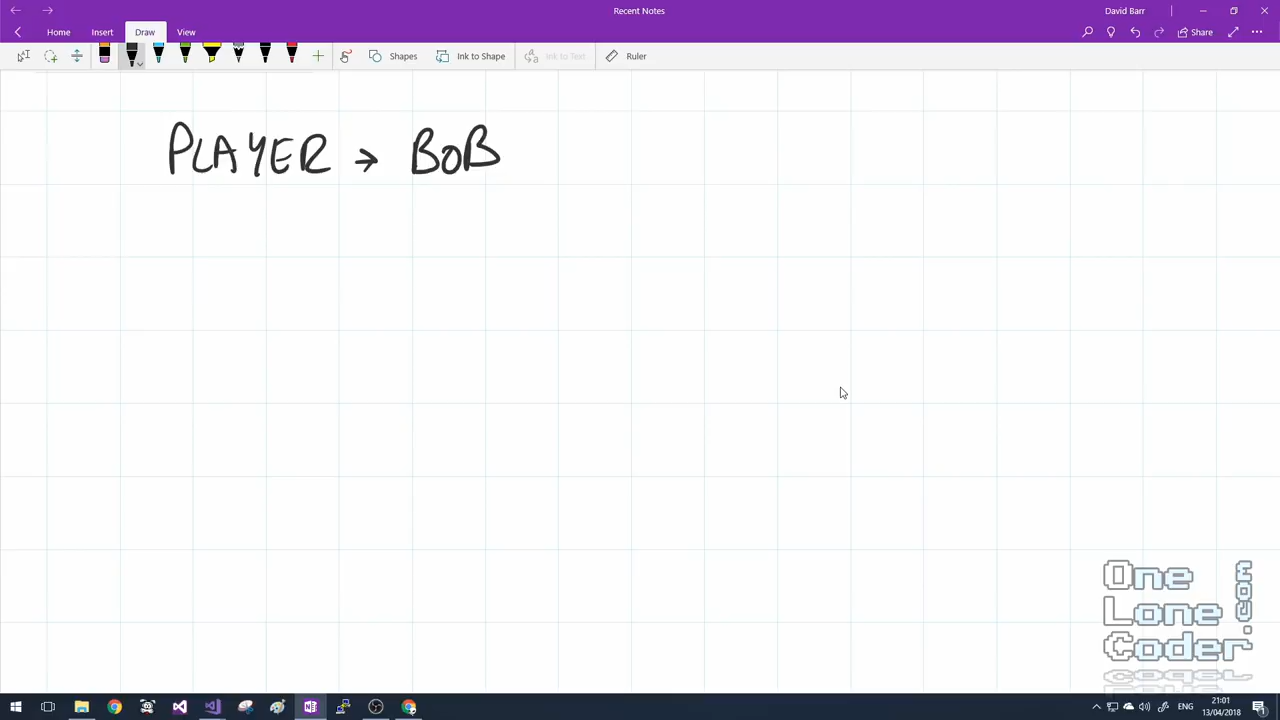 Recent Notes
David Barr
Home Insert Draw View
Share
Shapes Ink to Shape Ink to Text Ruler
PLAYER → BOB
One
Lone
Coder
.com
ENG
21:01
13/04/2018